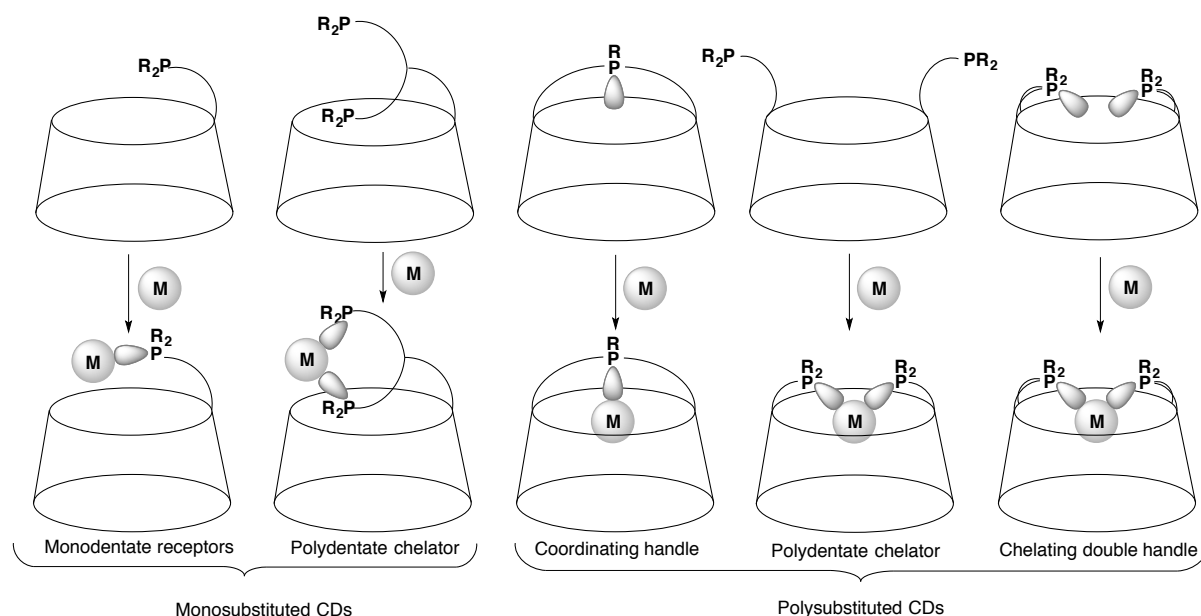 R2P
R2P
R2P
R
P
R2P
PR2
R2
P
R2
P
M
M
M
M
M
R2
P
M
R2P
M
R2P
R
P
M
R2
P
R2
P
M
R2
P
R2
P
M
Monodentate receptors
Polydentate chelator
Coordinating handle
Polydentate chelator
Chelating double handle
Monosubstituted CDs
Polysubstituted CDs